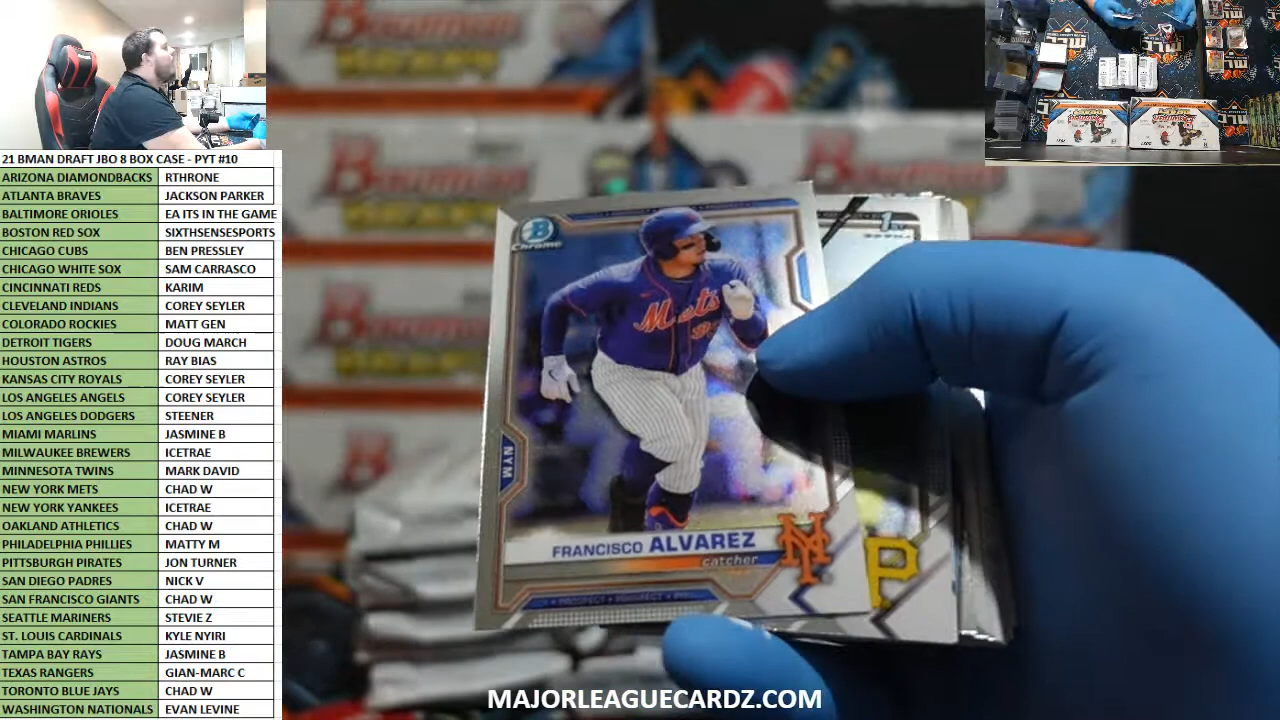 21 BMAN DRAFT JBO 8 BOX CASE - PYT #10
ARIZONA DIAMONDBACKS RTHRONE
ATLANTA BRAVES JACKSON PARKER
BALTIMORE ORIOLES EA ITS IN THE GAME
BOSTON RED SOX SIXTHSENSESPORTS
CHICAGO CUBS BEN PRESSLEY
CHICAGO WHITE SOX SAM CARRASCO
CINCINNATI REDS KARIM
CLEVELAND INDIANS COREY SEYLER
COLORADO ROCKIES MATT GEN
DETROIT TIGERS DOUG MARCH
HOUSTON ASTROS RAY BIAS
KANSAS CITY ROYALS COREY SEYLER
LOS ANGELES ANGELS COREY SEYLER
LOS ANGELES DODGERS STEENER
MIAMI MARLINS JASMINE B
MILWAUKEE BREWERS ICETRAE
MINNESOTA TWINS MARK DAVID
NEW YORK METS CHAD W
NEW YORK YANKEES ICETRAE
OAKLAND ATHLETICS CHAD W
PHILADELPHIA PHILLIES MATTY M
PITTSBURGH PIRATES JON TURNER
SAN DIEGO PADRES NICK V
SAN FRANCISCO GIANTS CHAD W
SEATTLE MARINERS STEVIE Z
ST. LOUIS CARDINALS KYLE NYIRI
TAMPA BAY RAYS JASMINE B
TEXAS RANGERS GIAN-MARC C
TORONTO BLUE JAYS CHAD W
WASHINGTON NATIONALS EVAN LEVINE
B
Chrome
1st
Mets
NYM
FRANCISCO ALVAREZ
catcher
NY
P
MAJORLEAGUECARDZ.COM